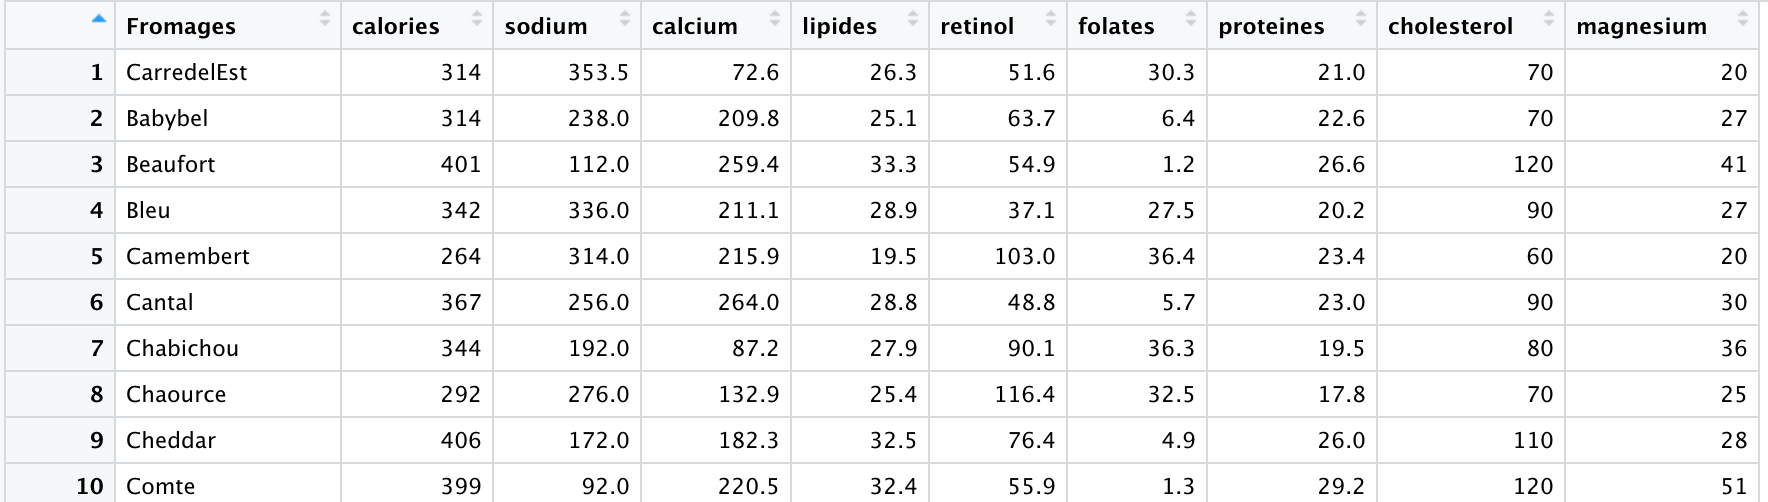 Fromages calories sodium calcium lipides retinol folates proteines cholesterol magnesium
1 CarredelEst 314 353.5 72.6 26.3 51.6 30.3 21.0 70 20
2 Babybel 314 238.0 209.8 25.1 63.7 6.4 22.6 70 27
3 Beaufort 401 112.0 259.4 33.3 54.9 1.2 26.6 120 41
4 Bleu 342 336.0 211.1 28.9 37.1 27.5 20.2 90 27
5 Camembert 264 314.0 215.9 19.5 103.0 36.4 23.4 60 20
6 Cantal 367 256.0 264.0 28.8 48.8 5.7 23.0 90 30
7 Chabichou 344 192.0 87.2 27.9 90.1 36.3 19.5 80 36
8 Chaource 292 276.0 132.9 25.4 116.4 32.5 17.8 70 25
9 Cheddar 406 172.0 182.3 32.5 76.4 4.9 26.0 110 28
10 Comte 399 92.0 220.5 32.4 55.9 1.3 29.2 120 51